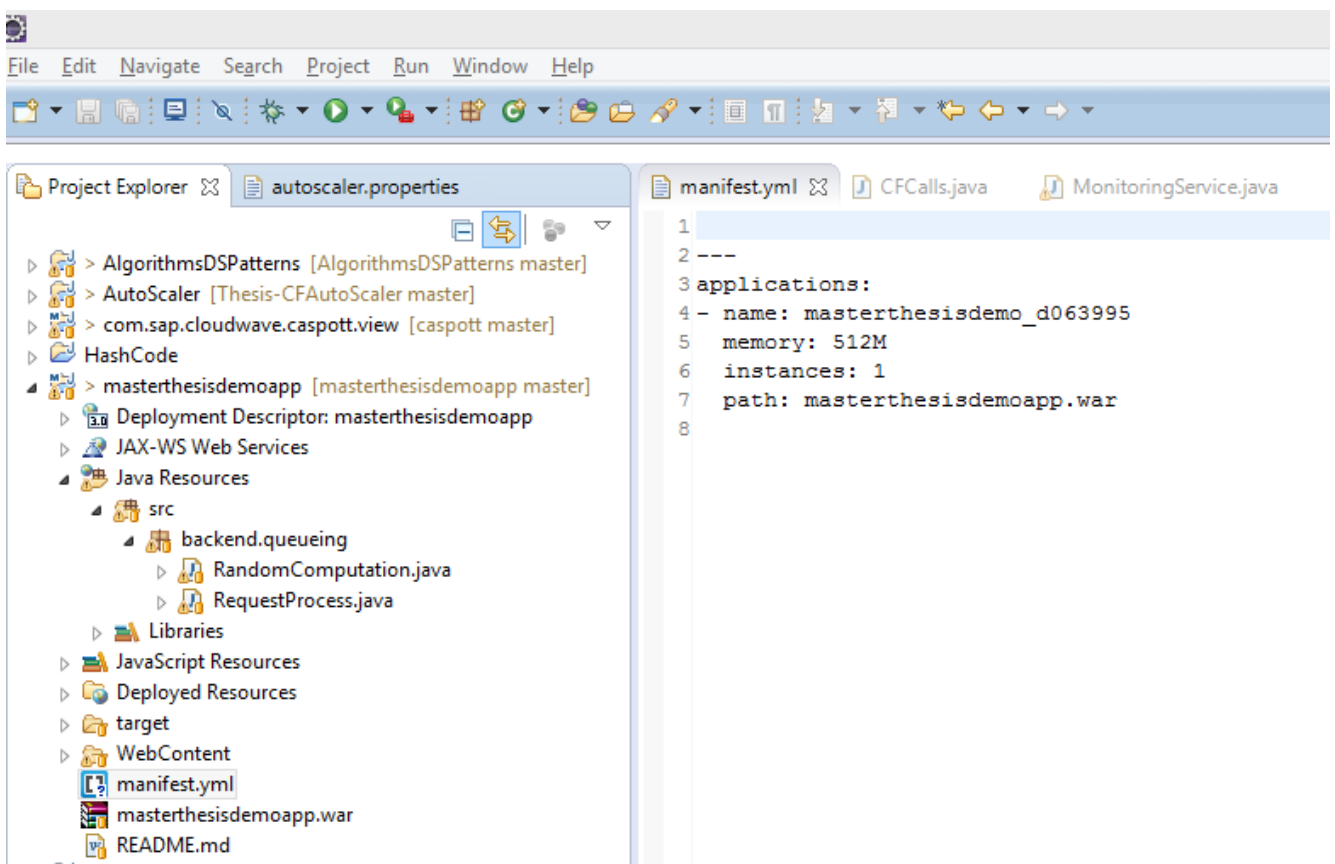 File Edit Navigate Search Project Run Window Help
Project Explorer autoscaler.properties
> AlgorithmsDSPatterns [AlgorithmsDSPatterns master]
> AutoScaler [Thesis-CFAutoScaler master]
> com.sap.cloudwave.caspott.view [caspott master]
HashCode
> masterthesisdemoapp [masterthesisdemoapp master]
Deployment Descriptor: masterthesisdemoapp
JAX-WS Web Services
Java Resources
src
backend.queueing
RandomComputation.java
RequestProcess.java
Libraries
JavaScript Resources
Deployed Resources
target
WebContent
manifest.yml
masterthesisdemoapp.war
README.md
manifest.yml CFCalls.java MonitoringService.java
1
2 ---
3 applications:
4 - name: masterthesisdemo_d063995
5 memory: 512M
6 instances: 1
7 path: masterthesisdemoapp.war
8